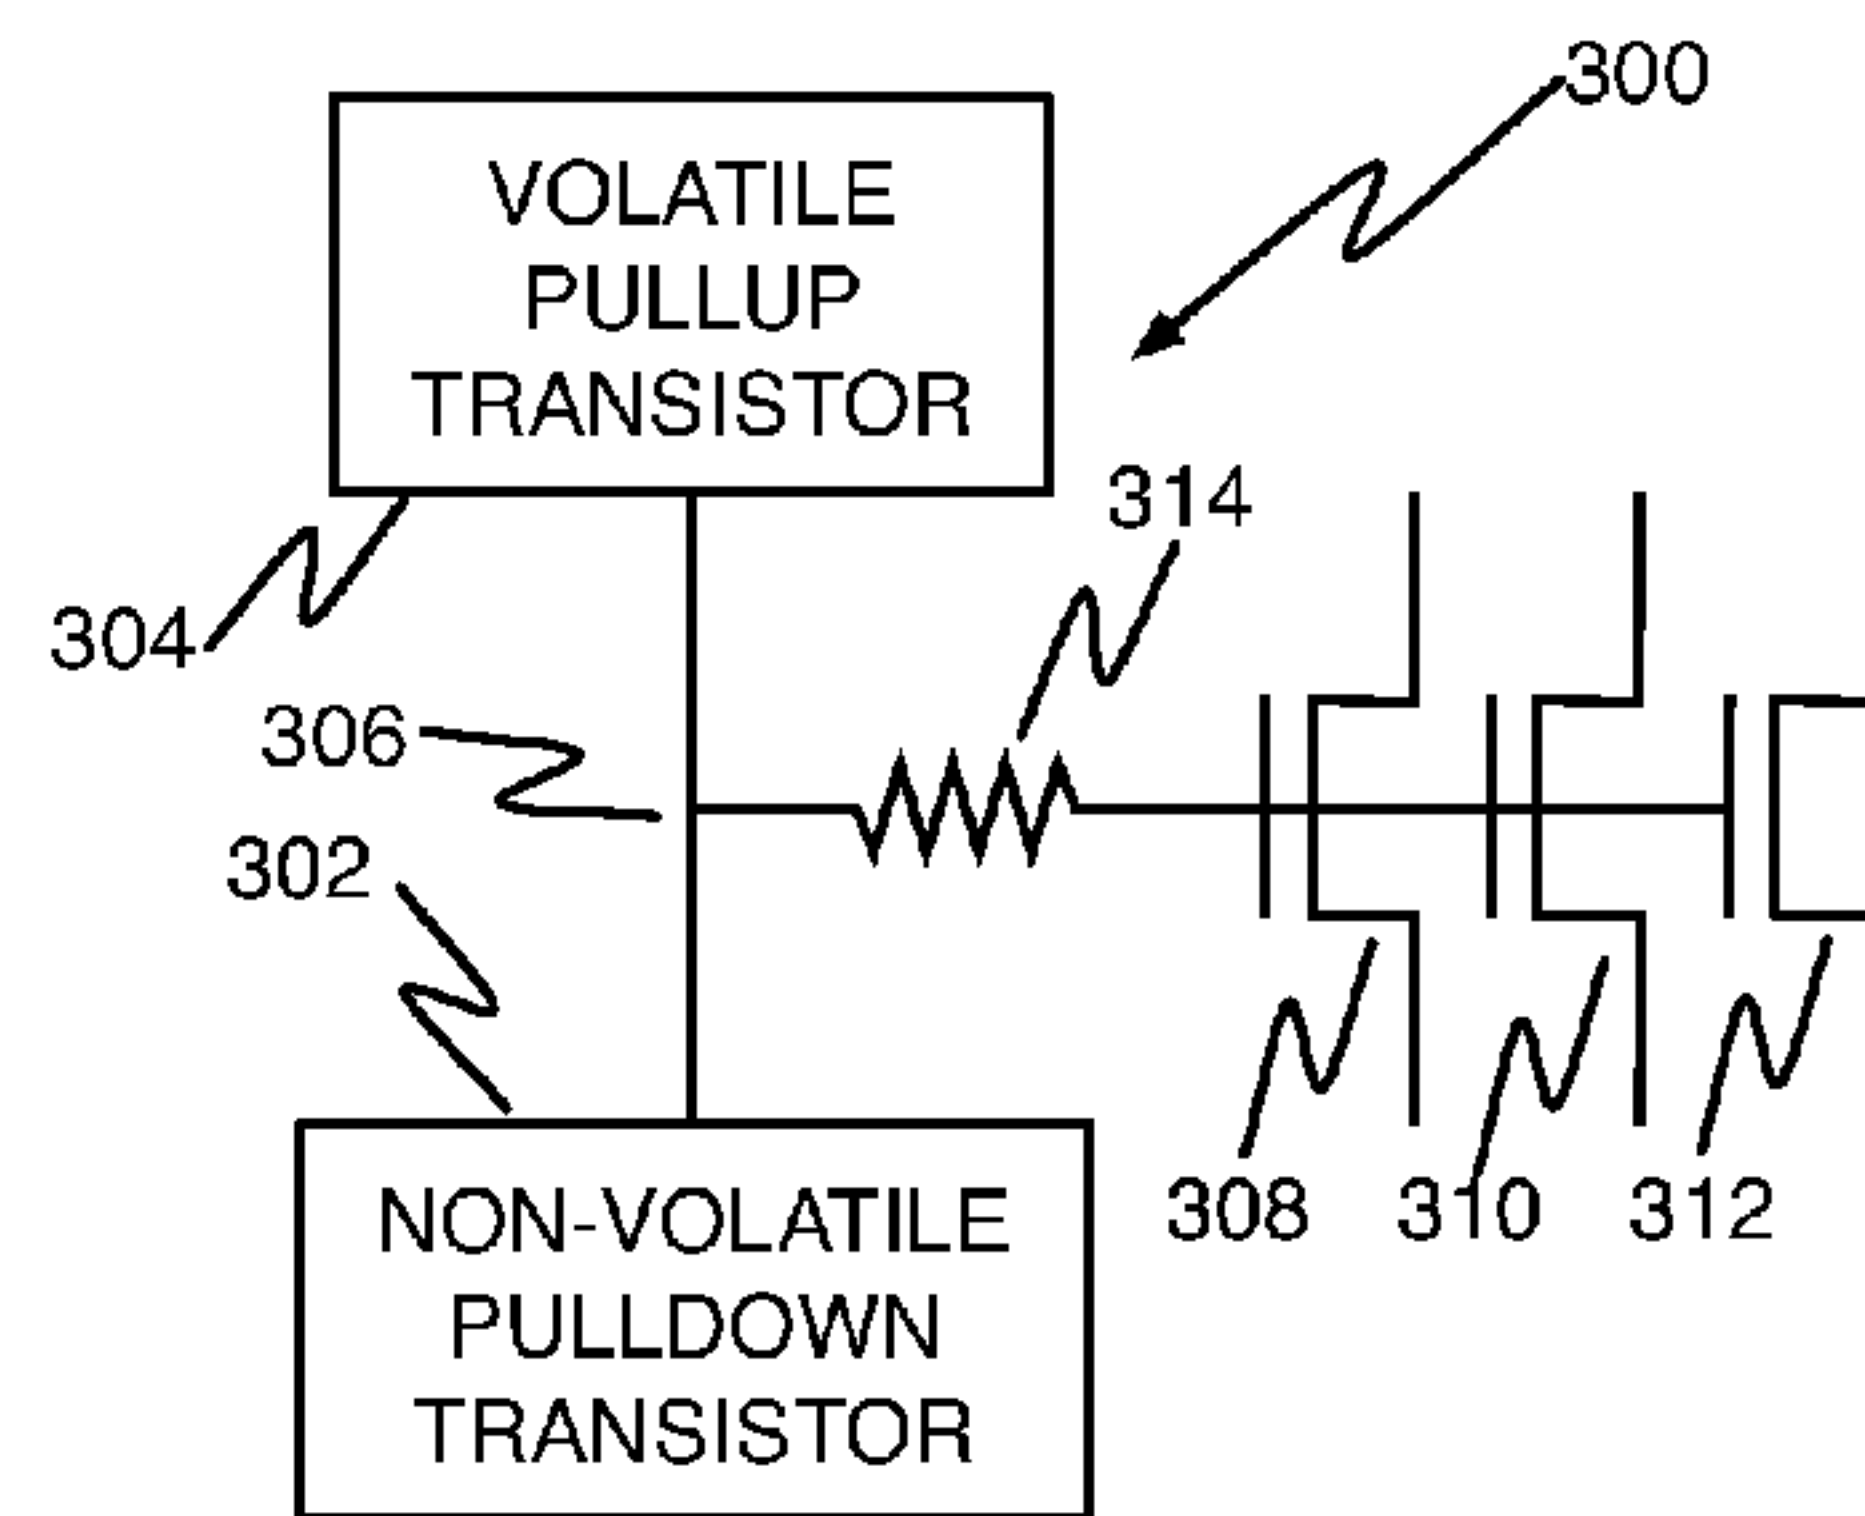 300
VOLATILE
PULLUP
TRANSISTOR
314
304
306
302
308 310 312
NON-VOLATILE
PULLDOWN
TRANSISTOR